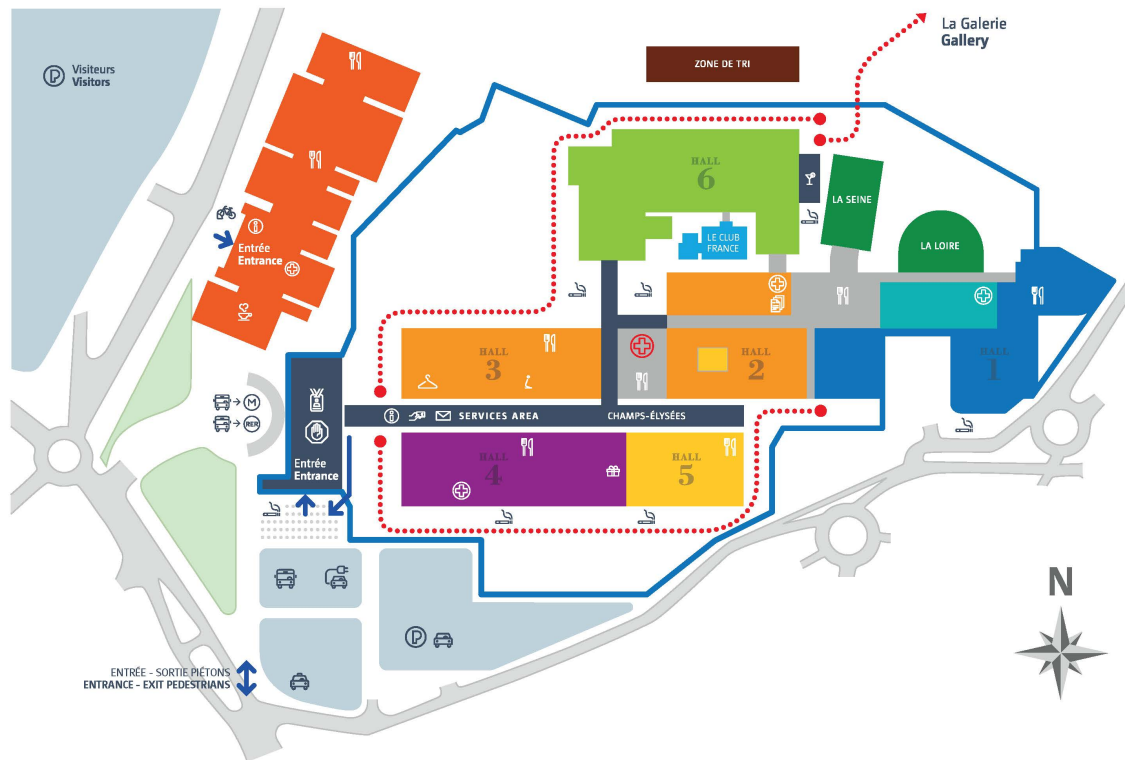 La Galerie
Gallery
Visiteurs
Visitors
P
ZONE DE TRI
HALL
6
LA SEINE
LE CLUB
FRANCE
LA LOIRE
Entrée
Entrance
HALL
3
HALL
2
HALL
1
M
RER
SERVICES AREA
CHAMPS-ÉLYSÉES
Entrée
Entrance
HALL
4
HALL
5
N
P
ENTRÉE - SORTIE PIÉTONS
ENTRANCE - EXIT PEDESTRIANS